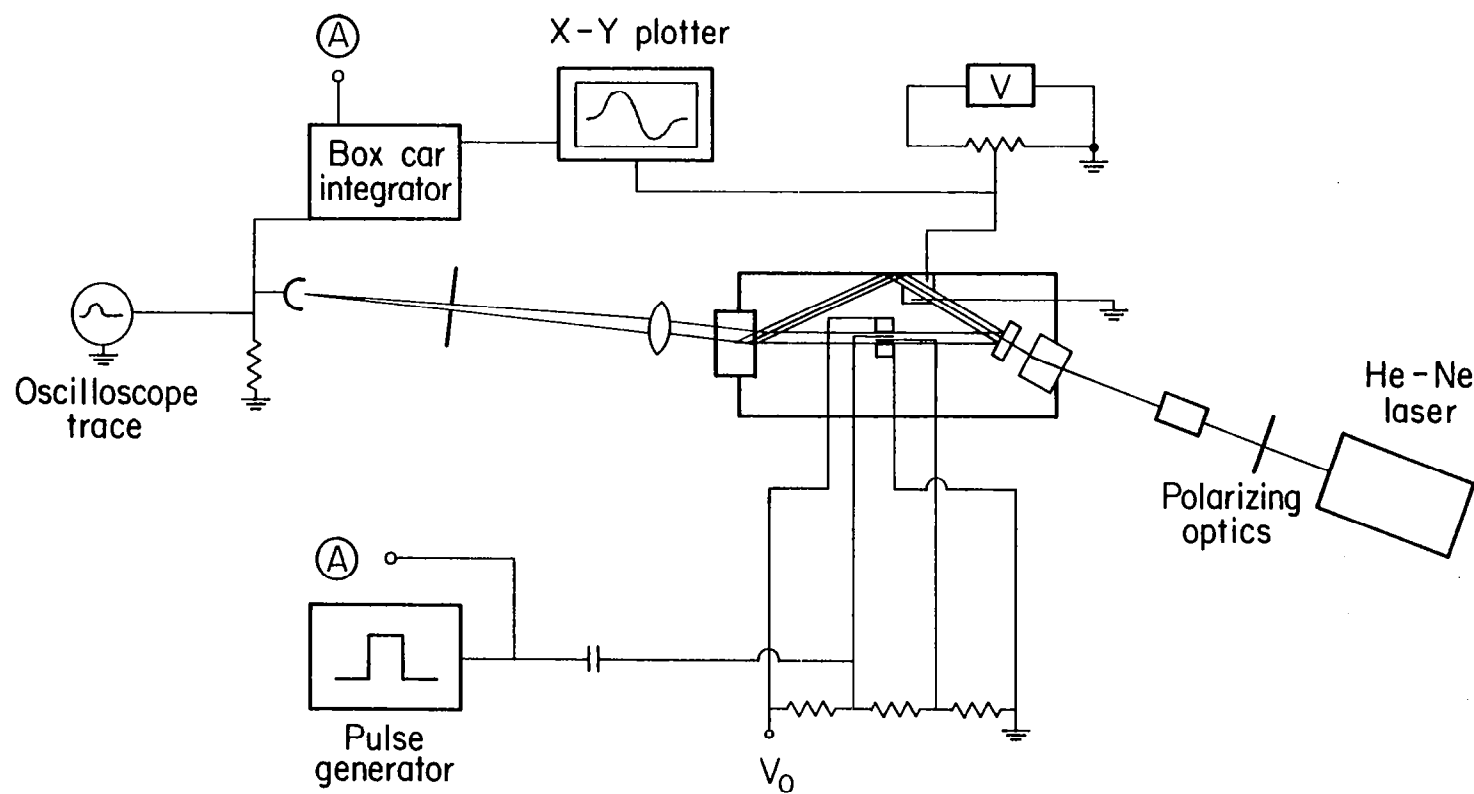 A
X-Y plotter
V
Box car
integrator
Oscilloscope
trace
He-Ne
laser
Polarizing
optics
A
Pulse
generator
V0